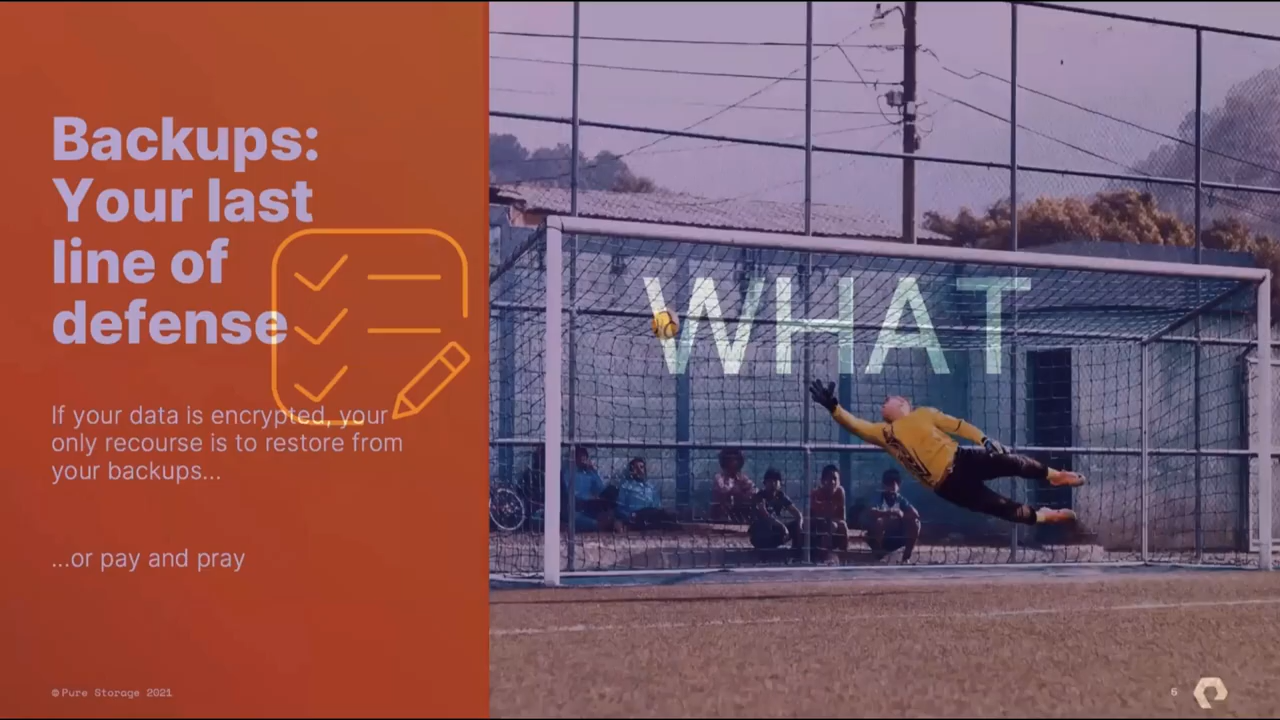 Backups:
Your last
line of
defense
If your data is encrypted, your
only recourse is to restore from
your backups...
...or pay and pray
WHAT
© Pure Storage 2021
6